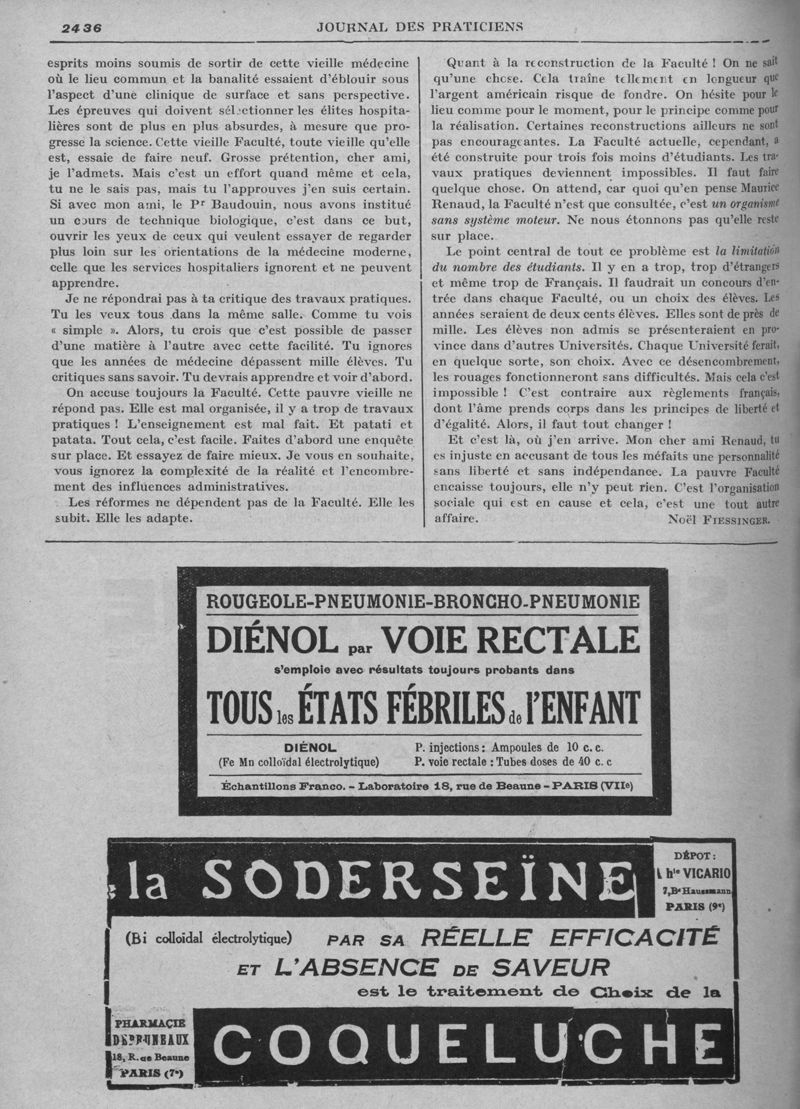 2436
JOURNAL DES PRATICIENS
esprits moins soumis de sortir de cette vieille médecine
où le lieu commun et la banalité essaient d'éblouir sous
l'aspect d'une clinique de surface et sans perspective.
Les épreuves qui doivent sélectionner les élites hospita-
lières sont de plus en plus absurdes, à mesure que pro-
gresse la science. Cette vieille Faculté, toute vieille qu'elle
est, essaie de faire neuf. Grosse prétention, cher ami,
je l'admets. Mais c'est un effort quand même et cela,
tu ne le sais pas, mais tu l'approuves j'en suis certain.
Si avec mon ami, le Pr Baudouin, nous avons institué
un cours de technique biologique, c'est dans ce but,
ouvrir les yeux de ceux qui veulent essayer de regarder
plus loin sur les orientations de la médecine moderne,
celle que les services hospitaliers ignorent et ne peuvent
apprendre.
Je ne répondrai pas à ta critique des travaux pratiques.
Tu les veux tous dans la même salle. Comme tu vois
« simple ». Alors, tu crois que c'est possible de passer
d'une matière à l'autre avec cette facilité. Tu ignores
que les années de médecine dépassent mille élèves. Tu
critiques sans savoir. Tu devrais apprendre et voir d'abord.
On accuse toujours la Faculté. Cette pauvre vieille ne
répond pas. Elle est mal organisée, il y a trop de travaux
pratiques ! L'enseignement est mal fait. Et patati et
patata. Tout cela, c'est facile. Faites d'abord une enquête
sur place. Et essayez de faire mieux. Je vous en souhaite,
vous ignorez la complexité de la réalité et l'encombre-
ment des influences administratives.
Les réformes ne dépendent pas de la Faculté. Elle les
subit. Elle les adapte.
Quant à la reconstruction de la Faculté ! On ne sait
qu'une chose. Cela traîne tellement en longueur que
l'argent américain risque de fondre. On hésite pour le
lieu comme pour le moment, pour le principe comme pour
la réalisation. Certaines reconstructions ailleurs ne sont
pas encourageantes. La Faculté actuelle, cependant, a
été construite pour trois fois moins d'étudiants. Les tra-
vaux pratiques deviennent impossibles. Il faut faire
quelque chose. On attend, car quoi qu'en pense Maurice
Renaud, la Faculté n'est que consultée, c'est un organisme
sans système moteur. Ne nous étonnons pas qu'elle reste
sur place.
Le point central de tout ce problème est la limitation
du nombre des étudiants. Il y en a trop, trop d'étrangers
et même trop de Français. Il faudrait un concours d'en-
trée dans chaque Faculté, ou un choix des élèves. Les
années seraient de deux cents élèves. Elles sont de près de
mille. Les élèves non admis se présenteraient en pro-
vince dans d'autres Universités. Chaque Université ferait,
en quelque sorte, son choix. Avec ce désencombrement,
les rouages fonctionneront sans difficultés. Mais cela c'est
impossible ! C'est contraire aux règlements français,
dont l'âme prends corps dans les principes de liberté et
d'égalité. Alors, il faut tout changer !
Et c'est là, où j'en arrive. Mon cher ami Renaud, tu
es injuste en accusant de tous les méfaits une personnalité
sans liberté et sans indépendance. La pauvre Faculté
encaisse toujours, elle n'y peut rien. C'est l'organisation
sociale qui est en cause et cela, c'est une tout autre
affaire. Noël FIESSINGER.
ROUGEOLE-PNEUMONIE-BRONCHO-PNEUMONIE
DIÉNOL par VOIE RECTALE
s'emploie avec résultats toujours probants dans
TOUS les ÉTATS FÉBRILES de l'ENFANT
DIÉNOL
(Fe Mn colloïdal électrolytique)
P. injections : Ampoules de 10 c. c.
P. voie rectale : Tubes doses de 40 c. c
Échantillons Franco. - Laboratoire 18, rue de Beaune - PARIS (VIIe)
la SODERSEÏNE
DÉPOT :
hie VICARIO
7, Bd Haussmann
PARIS (9e)
(Bi colloidal électrolytique) PAR SA RÉELLE EFFICACITÉ
ET L'ABSENCE DE SAVEUR
est le traitement de Choix de la
PHARMACIE
18, R. de Beaune
PARIS (7e)
COQUELUCHE